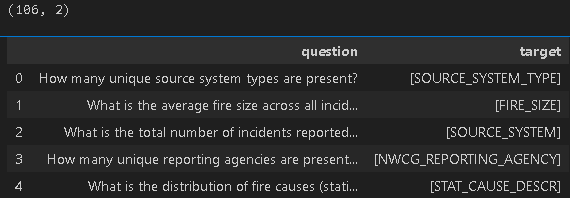 (106, 2)
question target
0 How many unique source system types are present? [SOURCE_SYSTEM_TYPE]
1 What is the average fire size across all incid... [FIRE_SIZE]
2 What is the total number of incidents reported... [SOURCE_SYSTEM]
3 How many unique reporting agencies are present... [NWCG_REPORTING_AGENCY]
4 What is the distribution of fire causes (stati... [STAT_CAUSE_DESCR]